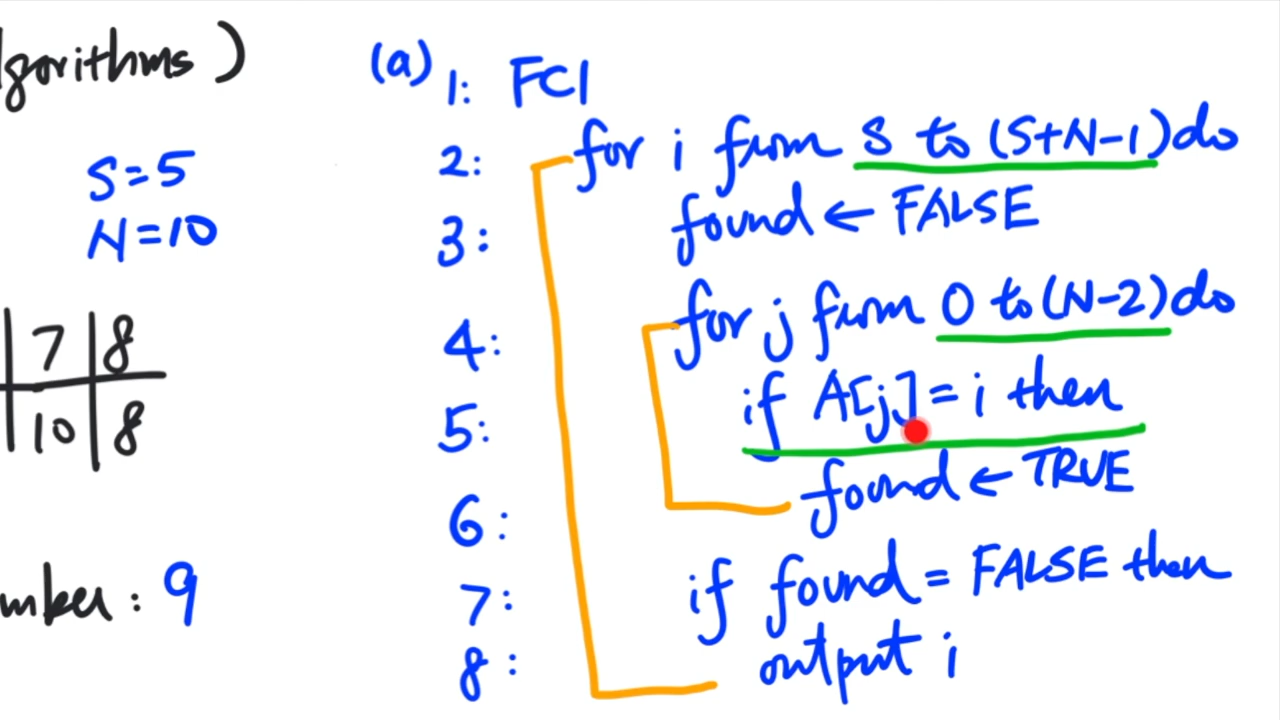 lgorithms )
S=5
N=10
7 8
10 8
mber: 9
(a) 1: FC1
2: for i from S to (S+N-1) do
3: found ← FALSE
4: for j from 0 to (N-2) do
5: if A[j] = i then
6: found ← TRUE
7: if found = FALSE then
8: output i